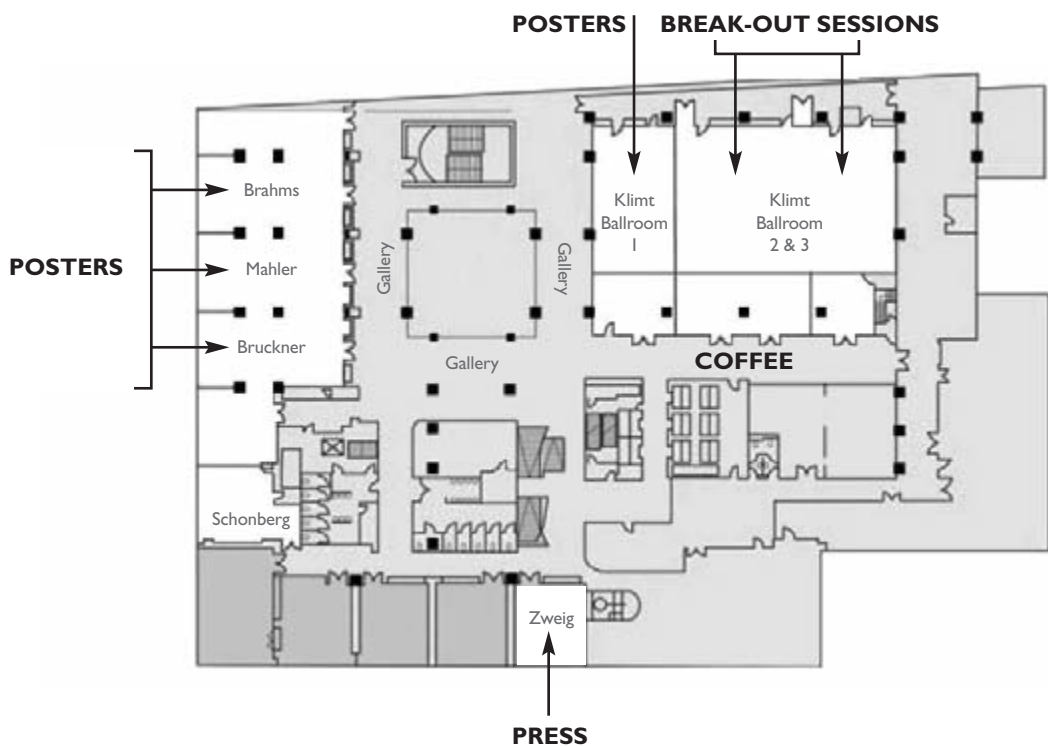 POSTERS
BREAK-OUT SESSIONS
POSTERS
Brahms
Mahler
Bruckner
Gallery
Gallery
Gallery
Klimt
Ballroom
1
Klimt
Ballroom
2 & 3
COFFEE
Schonberg
Zweig
PRESS